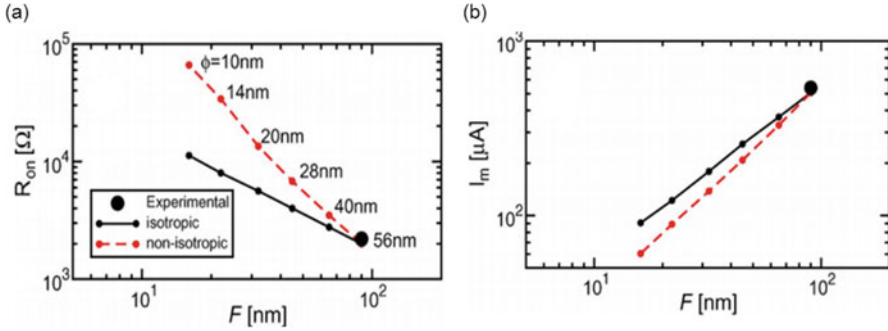 (a)
10^5
R_on [Ω]
10^4
10^3
ϕ=10nm
14nm
20nm
28nm
40nm
56nm
Experimental
isotropic
non-isotropic
10^1
10^2
F [nm]
(b)
10^3
I_m [μA]
10^2
10^1
10^2
F [nm]